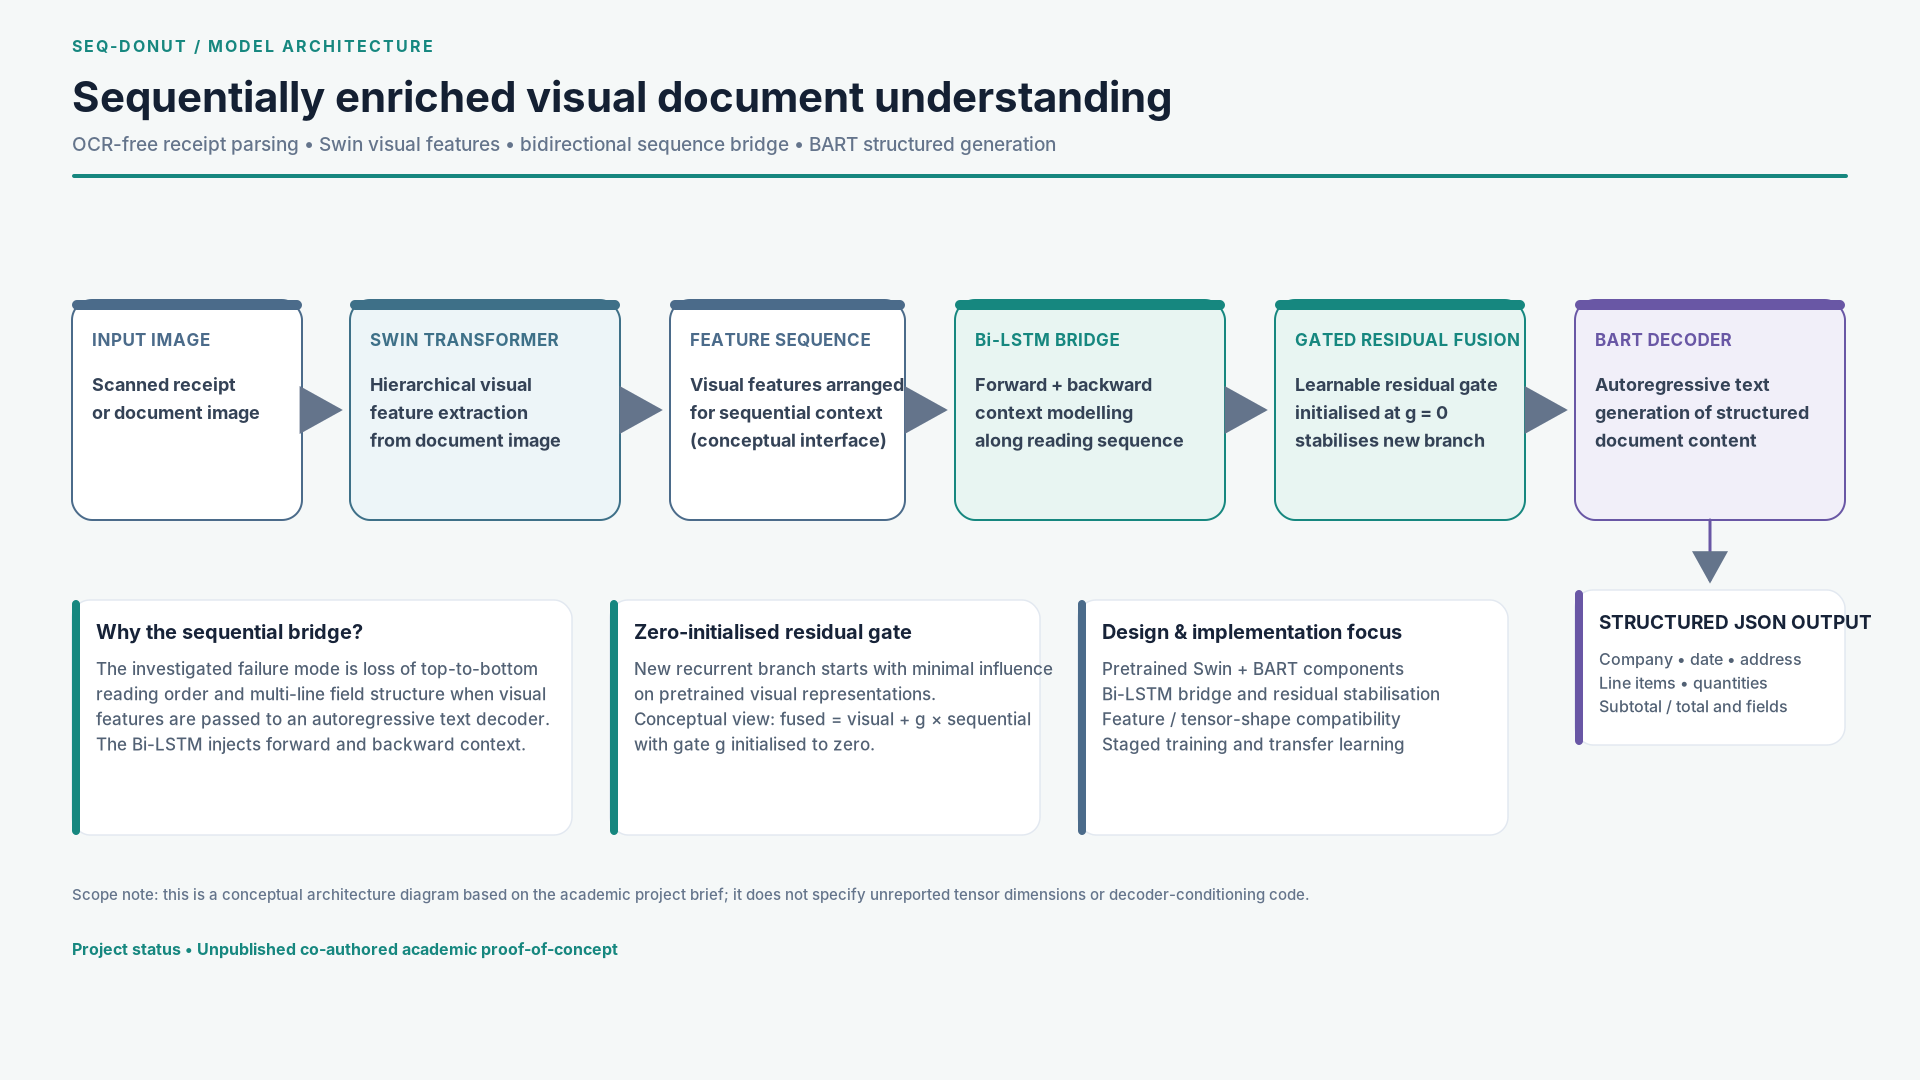 SEQ-DONUT / MODEL ARCHITECTURE
Sequentially enriched visual document understanding
OCR-free receipt parsing • Swin visual features • bidirectional sequence bridge • BART structured generation
INPUT IMAGE
Scanned receipt
or document image
SWIN TRANSFORMER
Hierarchical visual
feature extraction
from document image
FEATURE SEQUENCE
Visual features arranged
for sequential context
(conceptual interface)
Bi-LSTM BRIDGE
Forward + backward
context modelling
along reading sequence
GATED RESIDUAL FUSION
Learnable residual gate
initialised at g = 0
stabilises new branch
BART DECODER
Autoregressive text
generation of structured
document content
Why the sequential bridge?
The investigated failure mode is loss of top-to-bottom
reading order and multi-line field structure when visual
features are passed to an autoregressive text decoder.
The Bi-LSTM injects forward and backward context.
Zero-initialised residual gate
New recurrent branch starts with minimal influence
on pretrained visual representations.
Conceptual view: fused = visual + g × sequential
with gate g initialised to zero.
Design & implementation focus
Pretrained Swin + BART components
Bi-LSTM bridge and residual stabilisation
Feature / tensor-shape compatibility
Staged training and transfer learning
STRUCTURED JSON OUTPUT
Company • date • address
Line items • quantities
Subtotal / total and fields
Scope note: this is a conceptual architecture diagram based on the academic project brief; it does not specify unreported tensor dimensions or decoder-conditioning code.
Project status • Unpublished co-authored academic proof-of-concept